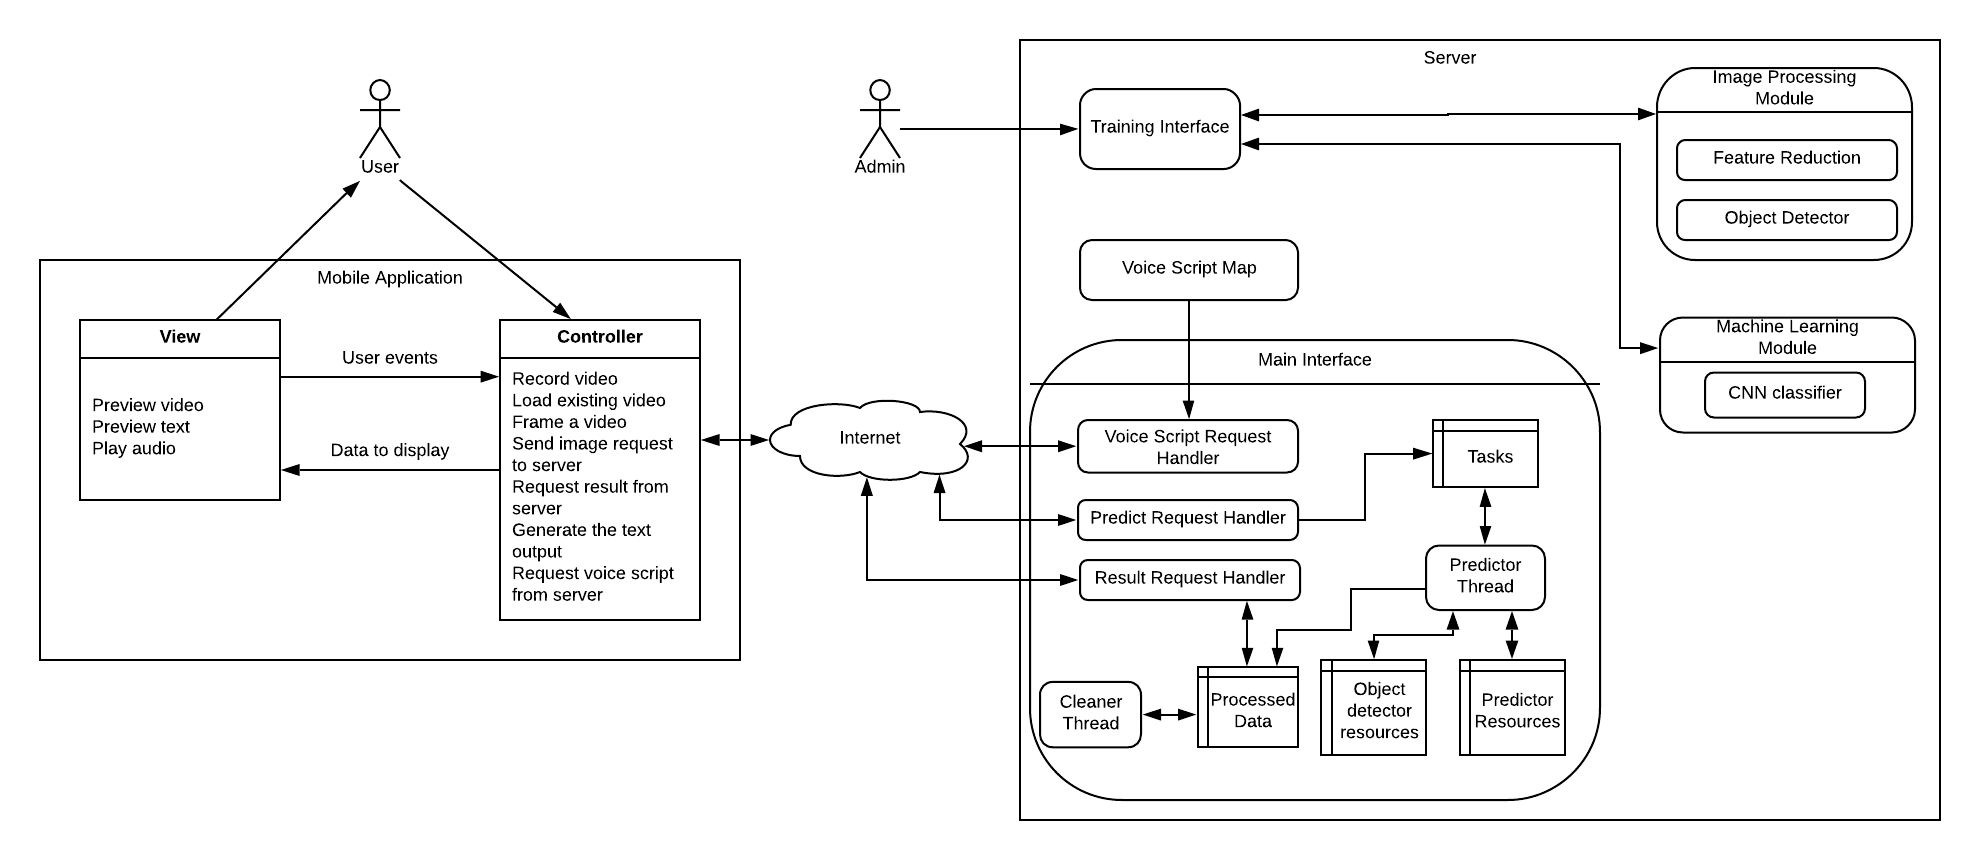 Server
Image Processing
Module
Training Interface
Feature Reduction
Object Detector
User
Admin
Voice Script Map
Mobile Application
View
Controller
User events
Preview video
Preview text
Play audio
Data to display
Record video
Load existing video
Frame a video
Send image request
to server
Request result from
server
Generate the text
output
Request voice script
from server
Internet
Machine Learning
Module
CNN classifier
Main Interface
Voice Script Request
Handler
Tasks
Predict Request Handler
Result Request Handler
Predictor
Thread
Cleaner
Thread
Processed
Data
Object
detector
resources
Predictor
Resources